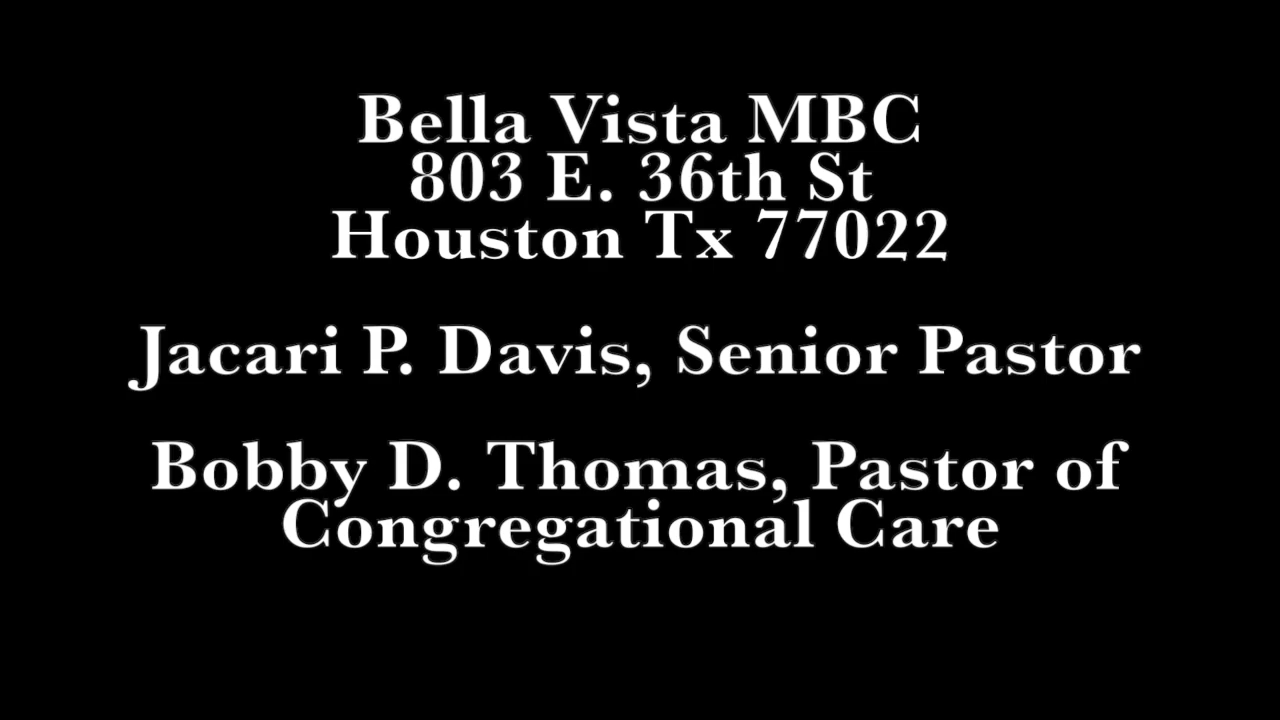 Bella Vista MBC
803 E. 36th St
Houston Tx 77022
Jacari P. Davis, Senior Pastor
Bobby D. Thomas, Pastor of
Congregational Care